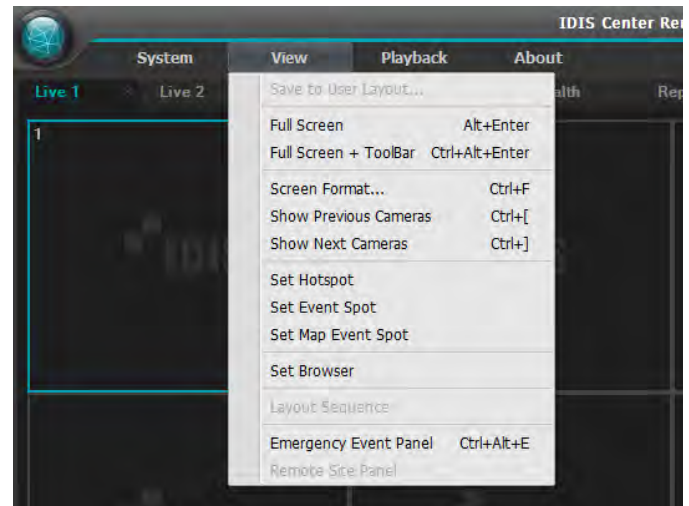 IDIS Center Re
System View Playback About
Live 1 Live 2 alth Rep
Save to User Layout...
1
Full Screen Alt+Enter
Full Screen + ToolBar Ctrl+Alt+Enter
Screen Format... Ctrl+F
Show Previous Cameras Ctrl+[
Show Next Cameras Ctrl+]
Set Hotspot
Set Event Spot
Set Map Event Spot
Set Browser
Layout Sequence
Emergency Event Panel Ctrl+Alt+E
Remote Site Panel